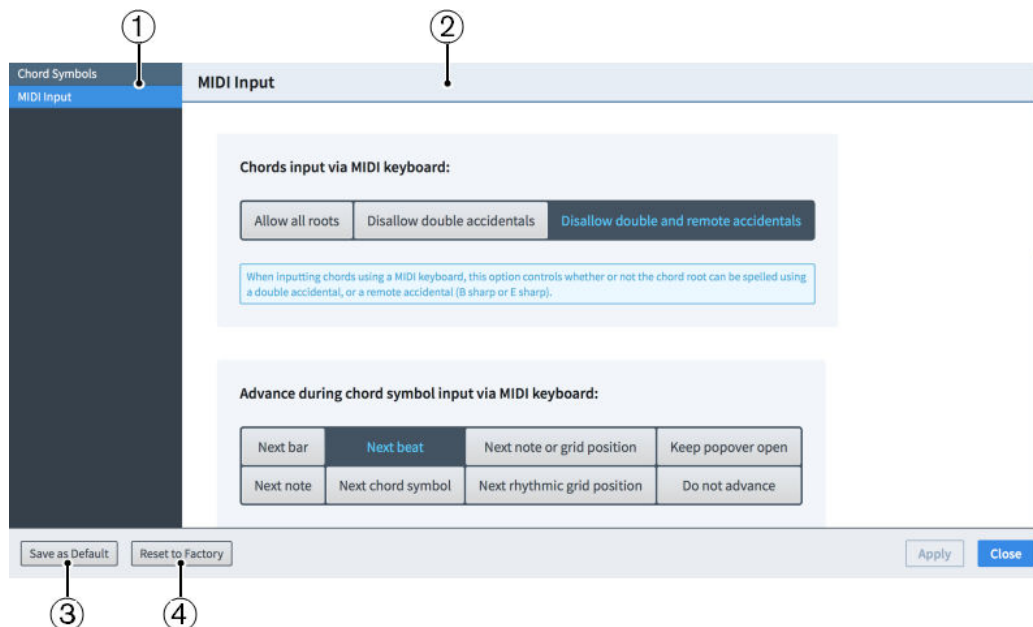 ① ②
Chord Symbols
MIDI Input
MIDI Input
Chords input via MIDI keyboard:
Allow all roots Disallow double accidentals Disallow double and remote accidentals
When inputting chords using a MIDI keyboard, this option controls whether or not the chord root can be spelled using
a double accidental, or a remote accidental (B sharp or E sharp).
Advance during chord symbol input via MIDI keyboard:
Next bar Next beat Next note or grid position Keep popover open
Next note Next chord symbol Next rhythmic grid position Do not advance
Save as Default Reset to Factory Apply Close
③ ④